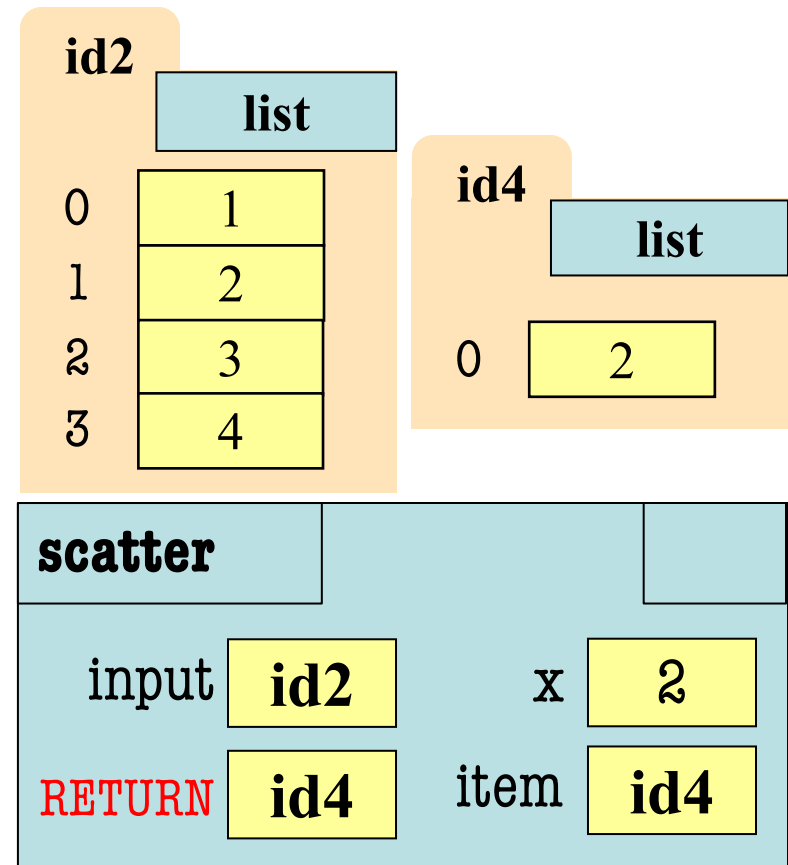 id2
list
0 1
1 2
2 3
3 4
id4
list
0 2
scatter
input id2 x 2
RETURN id4 item id4